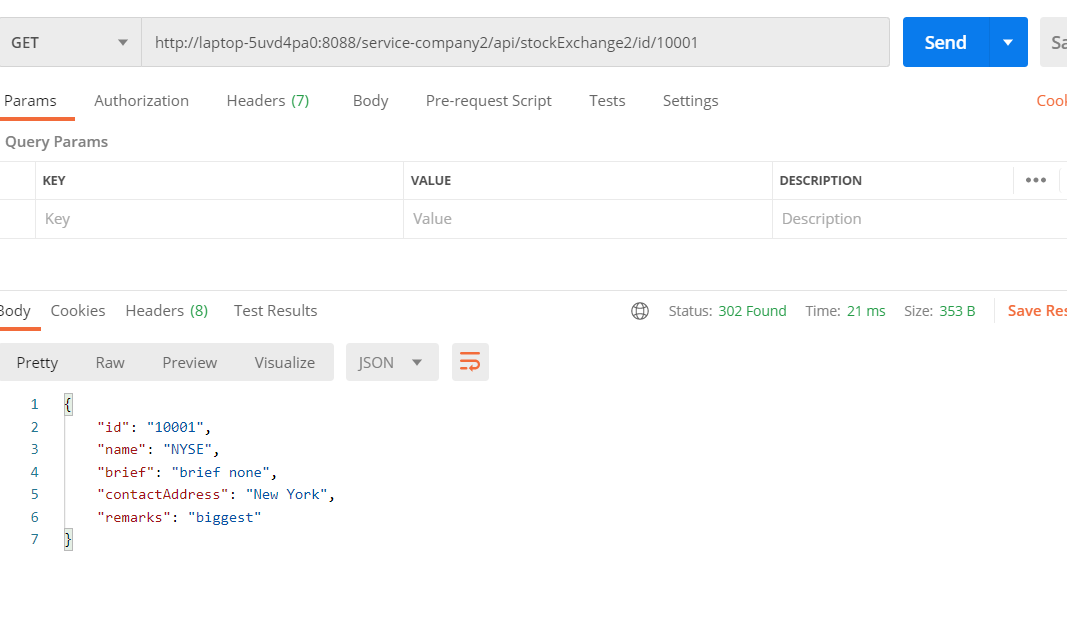 GET http://laptop-5uvd4pa0:8088/service-company2/api/stockExchange2/id/10001 Send Sa
Params Authorization Headers (7) Body Pre-request Script Tests Settings Cook
Query Params
KEY VALUE DESCRIPTION •••
Key Value Description
Body Cookies Headers (8) Test Results Status: 302 Found Time: 21 ms Size: 353 B Save Res
Pretty Raw Preview Visualize JSON
1 {
2 "id": "10001",
3 "name": "NYSE",
4 "brief": "brief none",
5 "contactAddress": "New York",
6 "remarks": "biggest"
7 }